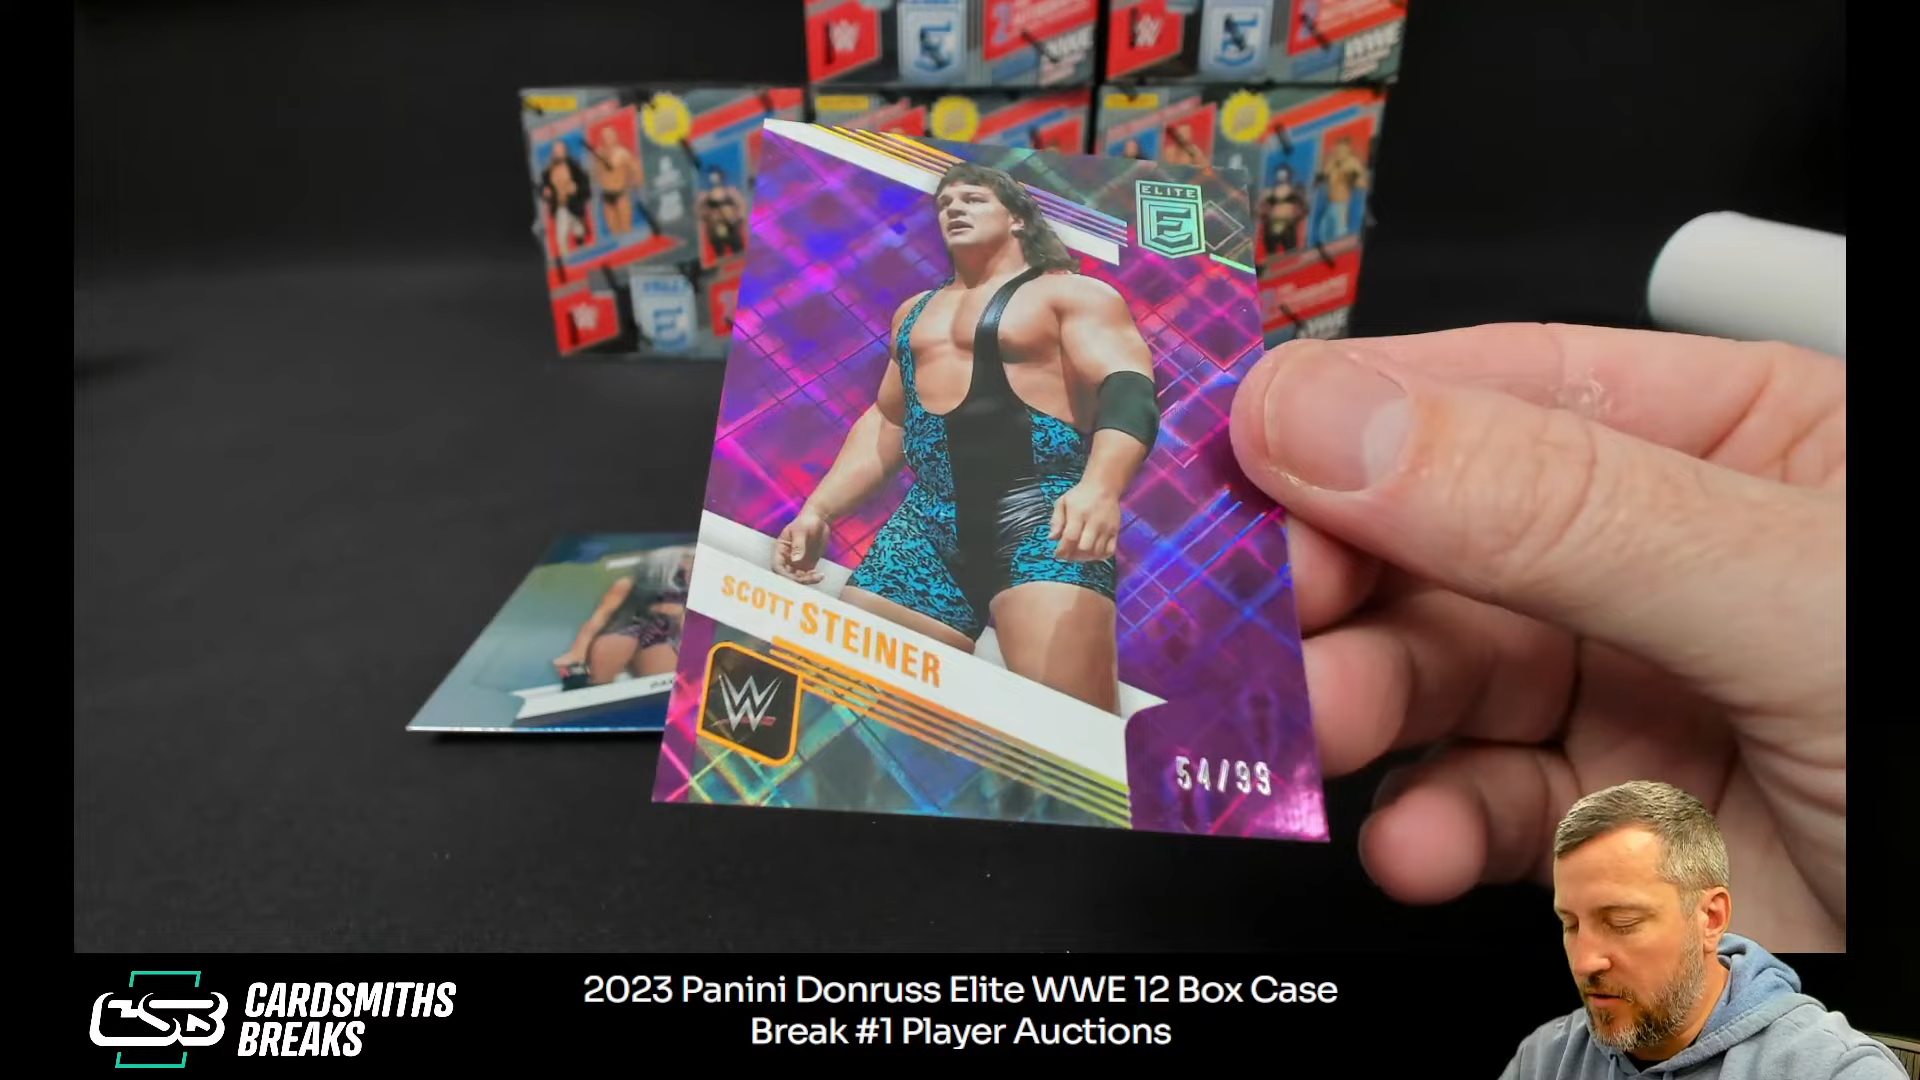 ELITE
E
SCOTT STEINER
W
54/99
CSB
CARDSMITHS
BREAKS
2023 Panini Donruss Elite WWE 12 Box Case
Break #1 Player Auctions